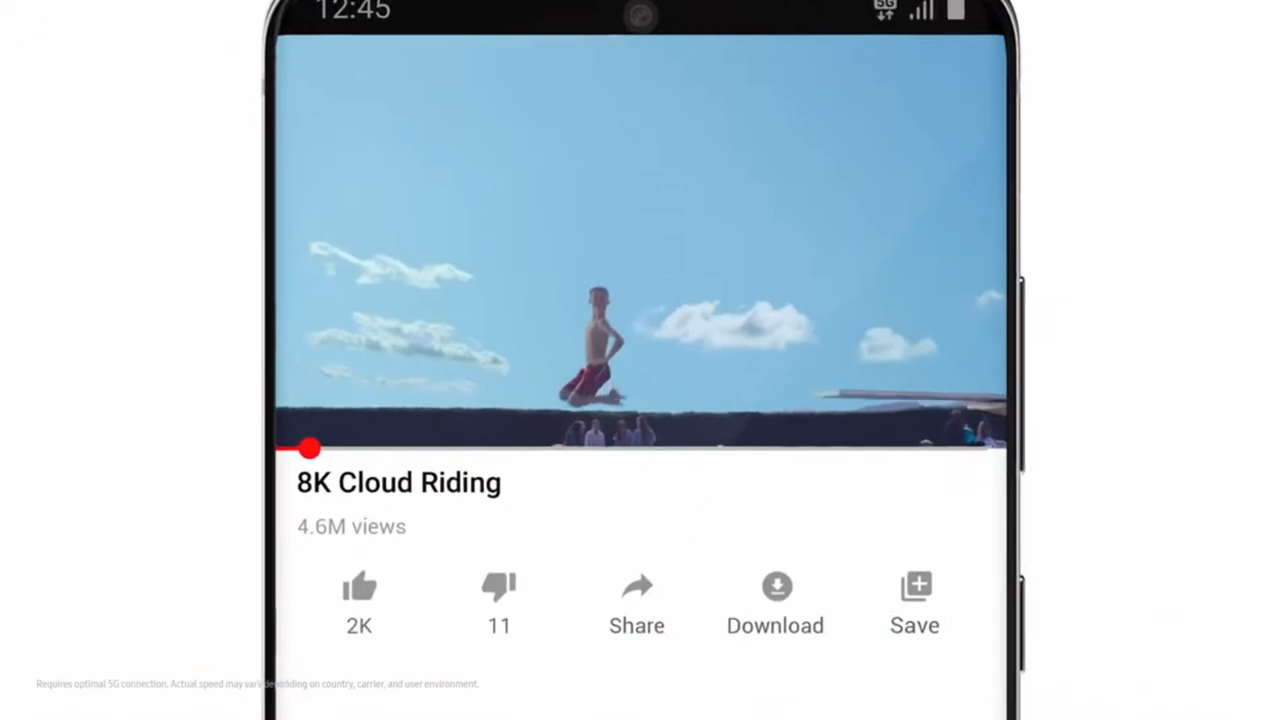 12:45
5G
8K Cloud Riding
4.6M views
2K
11
Share
Download
Save
Requires optimal 5G connection. Actual speed may vary depending on country, carrier, and user environment.